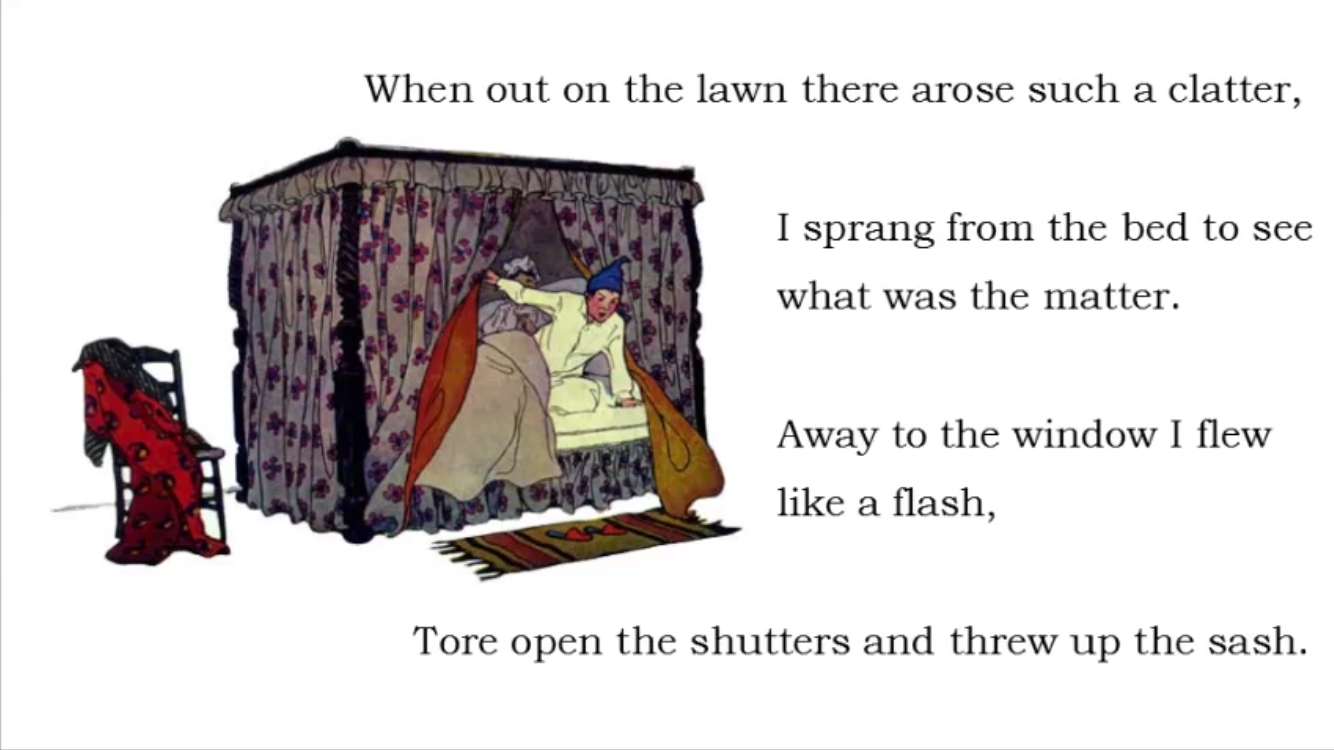 When out on the lawn there arose such a clatter,
I sprang from the bed to see
what was the matter.
Away to the window I flew
like a flash,
Tore open the shutters and threw up the sash.